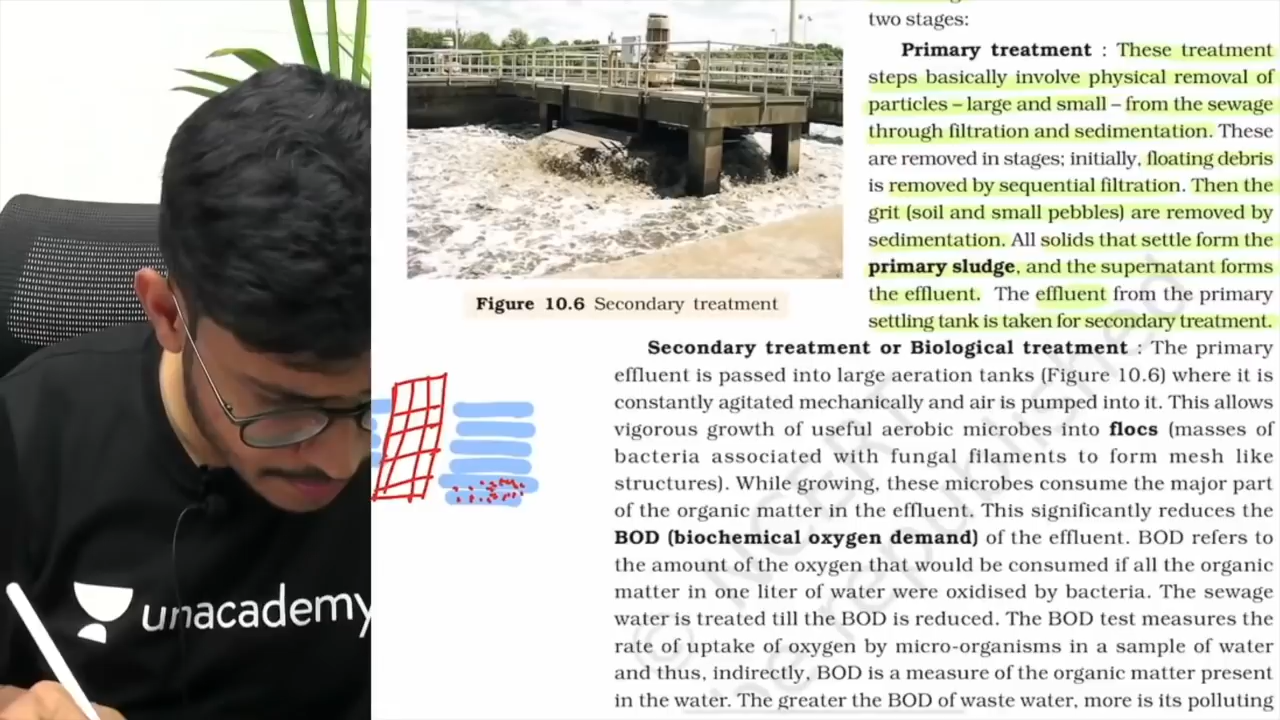 two stages:
Primary treatment : These treatment
steps basically involve physical removal of
particles – large and small – from the sewage
through filtration and sedimentation. These
are removed in stages; initially, floating debris
is removed by sequential filtration. Then the
grit (soil and small pebbles) are removed by
sedimentation. All solids that settle form the
primary sludge, and the supernatant forms
the effluent. The effluent from the primary
settling tank is taken for secondary treatment.
Figure 10.6 Secondary treatment
Secondary treatment or Biological treatment : The primary
effluent is passed into large aeration tanks (Figure 10.6) where it is
constantly agitated mechanically and air is pumped into it. This allows
vigorous growth of useful aerobic microbes into flocs (masses of
bacteria associated with fungal filaments to form mesh like
structures). While growing, these microbes consume the major part
of the organic matter in the effluent. This significantly reduces the
BOD (biochemical oxygen demand) of the effluent. BOD refers to
the amount of the oxygen that would be consumed if all the organic
matter in one liter of water were oxidised by bacteria. The sewage
water is treated till the BOD is reduced. The BOD test measures the
rate of uptake of oxygen by micro-organisms in a sample of water
and thus, indirectly, BOD is a measure of the organic matter present
in the water. The greater the BOD of waste water, more is its polluting
unacademy
© NCERT
be republished